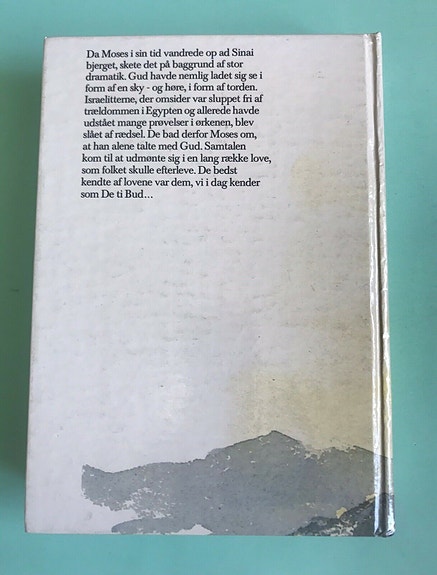 Da Moses i sin tid vandrede op ad Sinai
bjerget, skete det på baggrund af stor
dramatik. Gud havde nemlig ladet sig se i
form af en sky - og høre, i form af torden.
Israelitterne, der omsider var sluppet fri af
trældommen i Egypten og allerede havde
udstået mange prøvelser i ørkenen, blev
slået af rædsel. De bad derfor Moses om,
at han alene talte med Gud. Samtalen
kom til at udmønte sig i en lang række love,
som folket skulle efterleve. De bedst
kendte af lovene var dem, vi i dag kender
som De ti Bud...